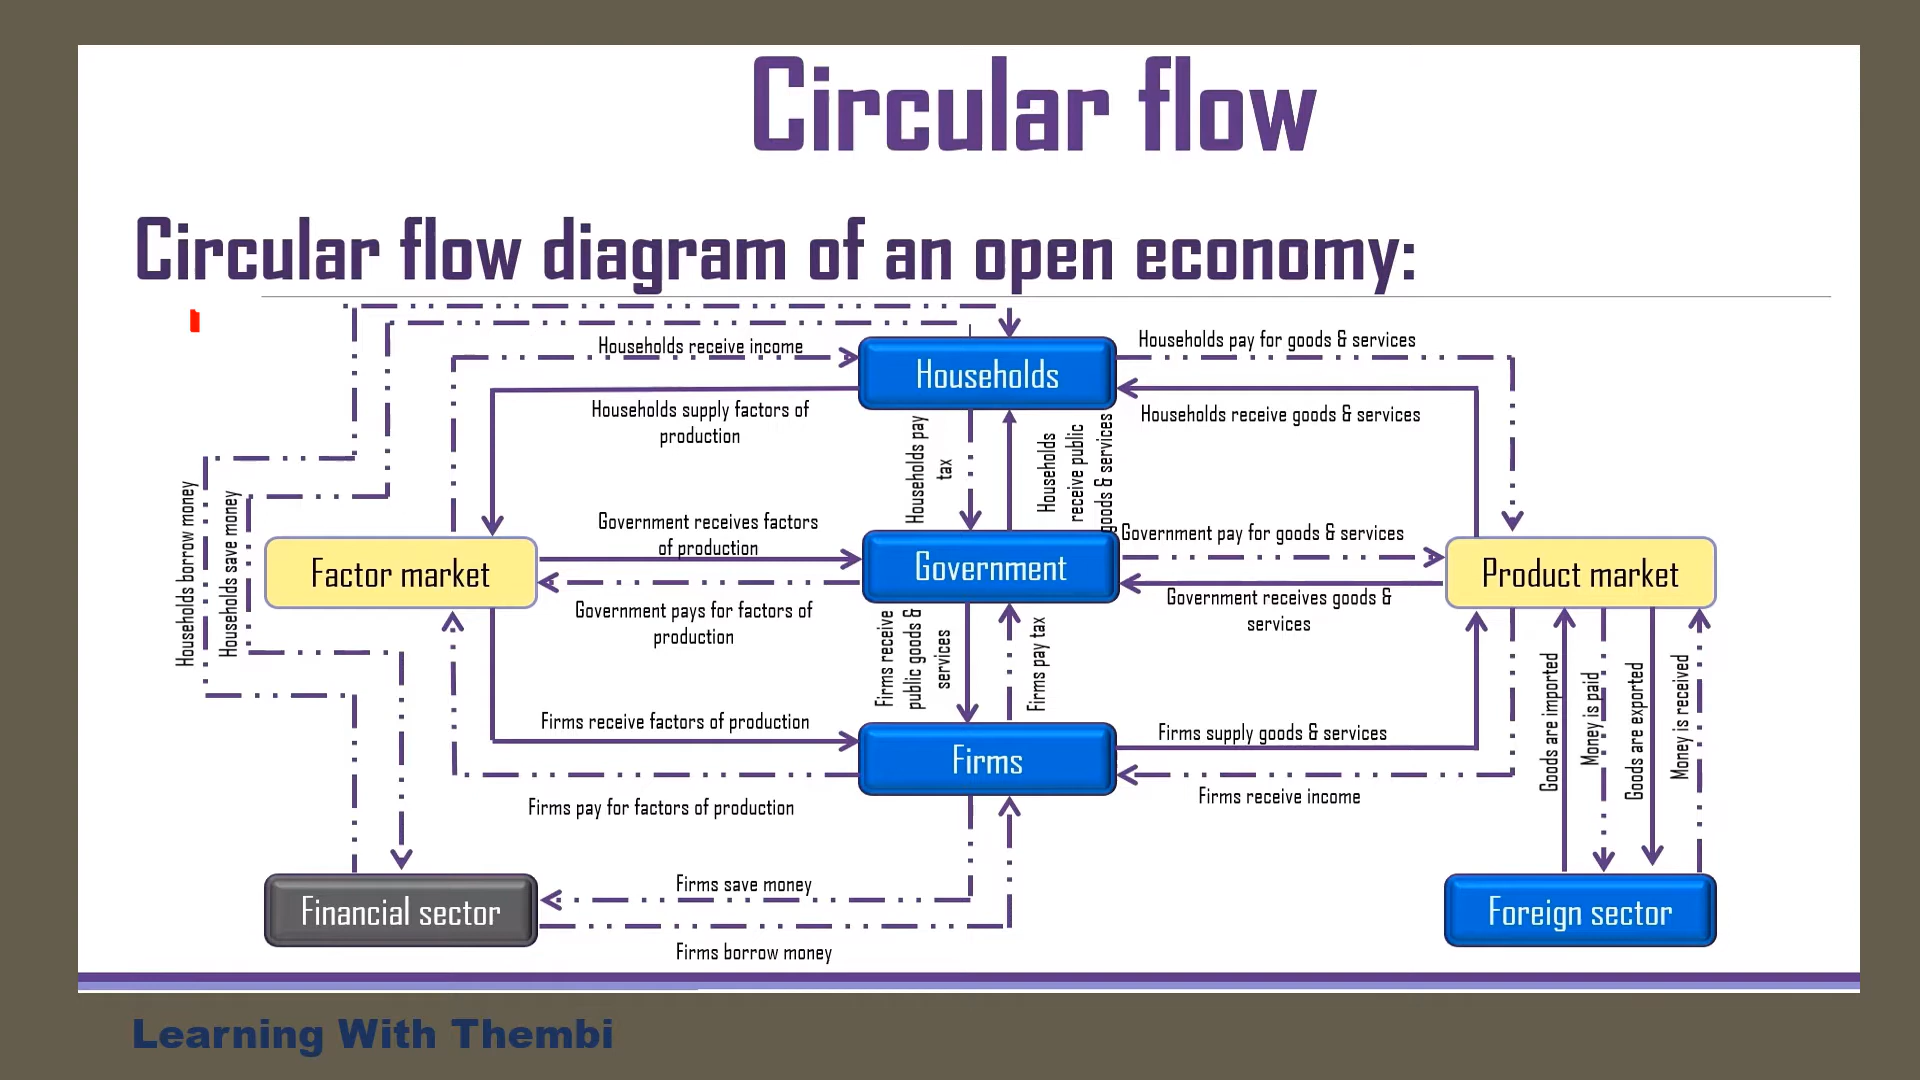 Circular flow
Circular flow diagram of an open economy:
Households receive income
Households
Households pay for goods & services
Households supply factors of
production
Households receive goods & services
Households pay
tax
Households
receive public
goods & services
Households borrow money
Households save money
Government receives factors
of production
Government pay for goods & services
Factor market
Government
Product market
Government pays for factors of
production
Government receives goods &
services
Firms receive
public goods &
services
Firms pay tax
Goods are imported
Money is paid
Goods are exported
Money is received
Firms receive factors of production
Firms supply goods & services
Firms
Firms pay for factors of production
Firms receive income
Firms save money
Financial sector
Foreign sector
Firms borrow money
Learning With Thembi